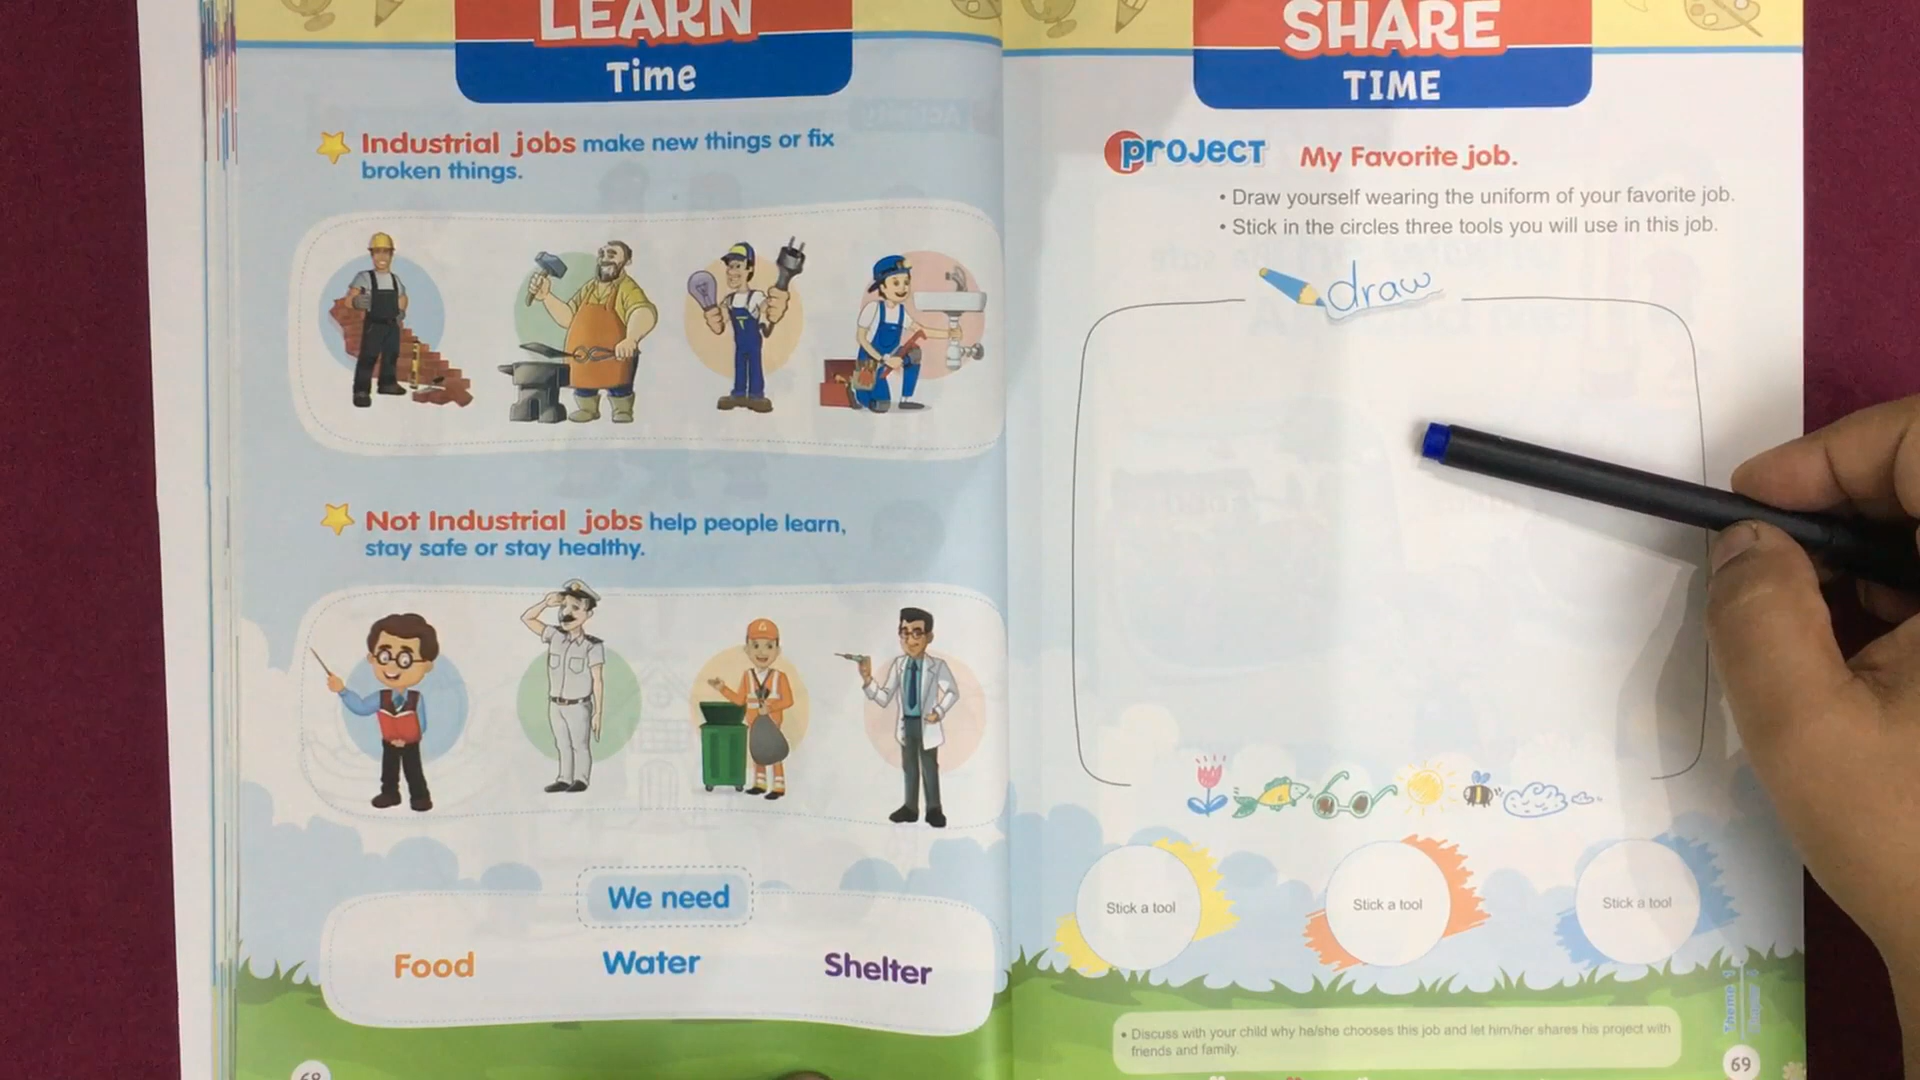 LEARN
Time
Industrial jobs make new things or fix
broken things.
Not Industrial jobs help people learn,
stay safe or stay healthy.
We need
Food Water Shelter
68
SHARE
TIME
PROJECT My Favorite job.
• Draw yourself wearing the uniform of your favorite job.
• Stick in the circles three tools you will use in this job.
draw
Stick a tool Stick a tool Stick a tool
• Discuss with your child why he/she chooses this job and let him/her shares his project with
friends and family.
Theme 1
69